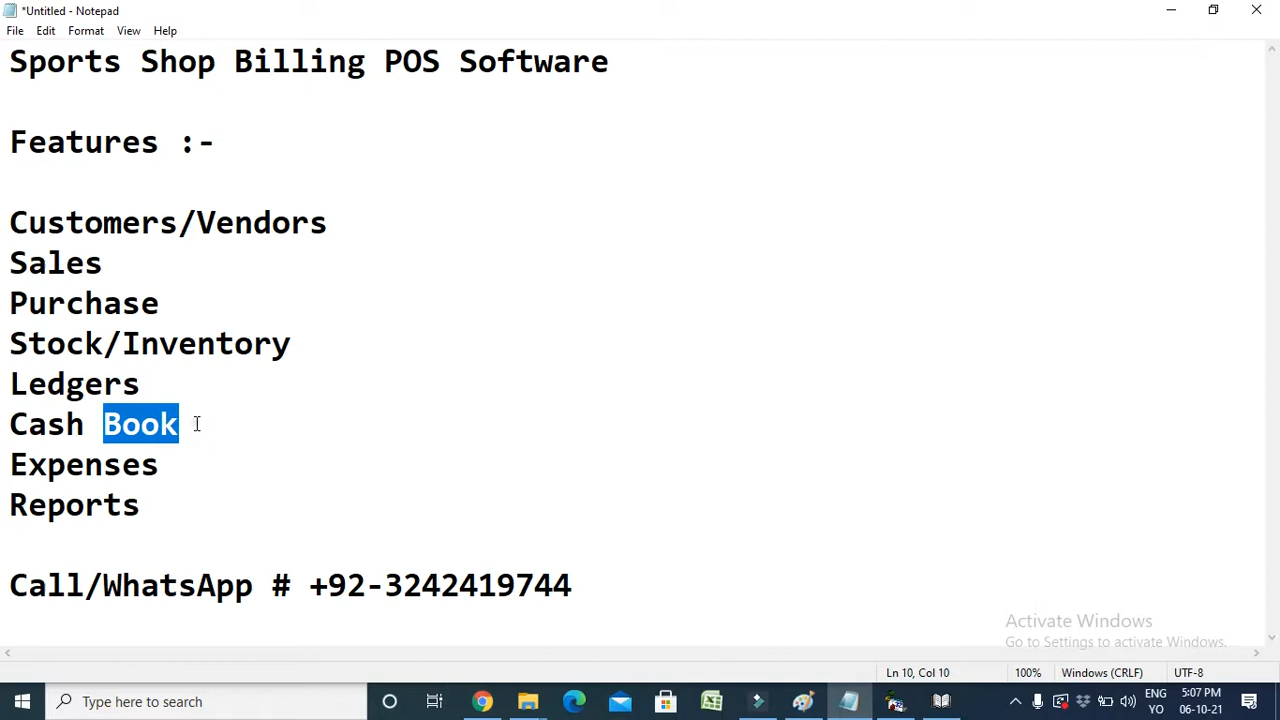 *Untitled - Notepad
File Edit Format View Help
Sports Shop Billing POS Software
Features :-
Customers/Vendors
Sales
Purchase
Stock/Inventory
Ledgers
Cash Book
Expenses
Reports
Call/WhatsApp # +92-3242419744
Activate Windows
Go to Settings to activate Windows.
Ln 10, Col 10 100% Windows (CRLF) UTF-8
Type here to search
ENG 5:07 PM
YO 06-10-21